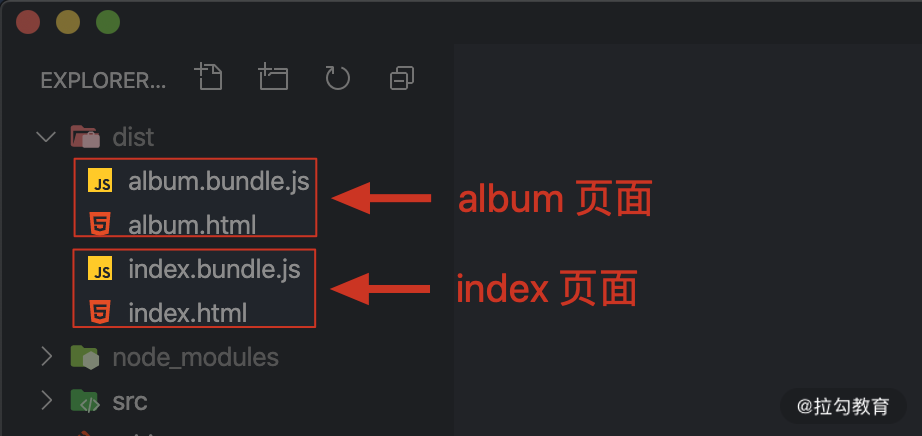 EXPLORER...
dist
JS album.bundle.js
album.html
album 页面
JS index.bundle.js
index.html
index 页面
node_modules
src
@拉勾教育